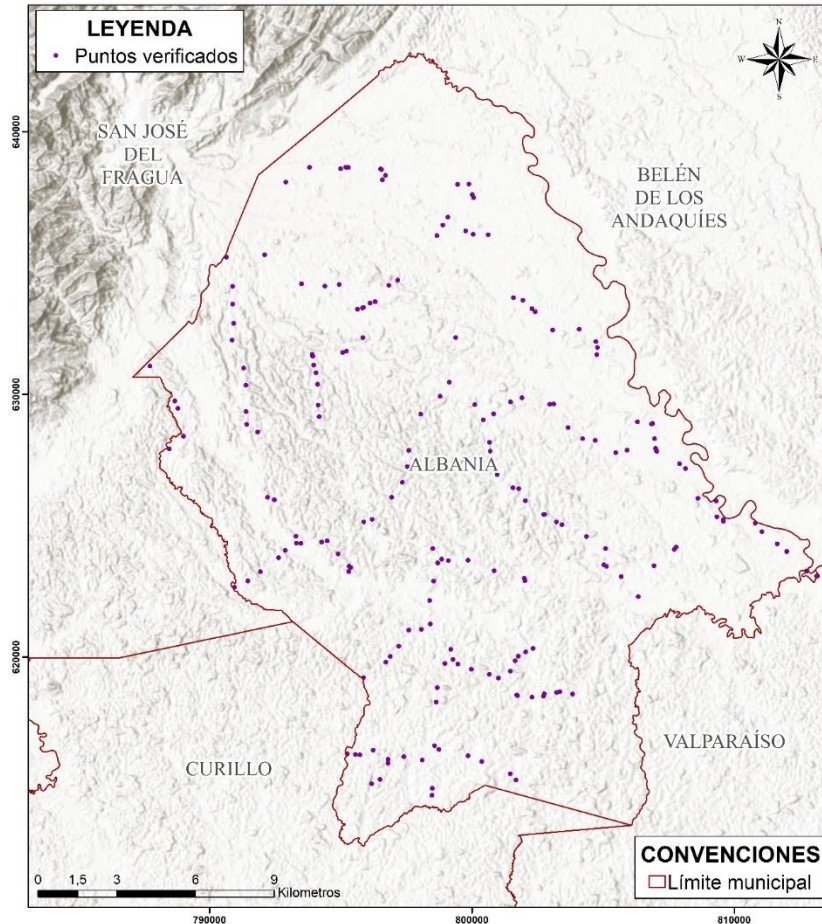 LEYENDA
Puntos verificados
N
W
E
S
640000
SAN JOSÉ
DEL
FRAGUA
BELÉN
DE LOS
ANDAQUÍES
630000
ALBANIA
620000
CURILLO
VALPARAÍSO
CONVENCIONES
Límite municipal
0 1,5 3 6 9
Kilometros
790000 800000 810000